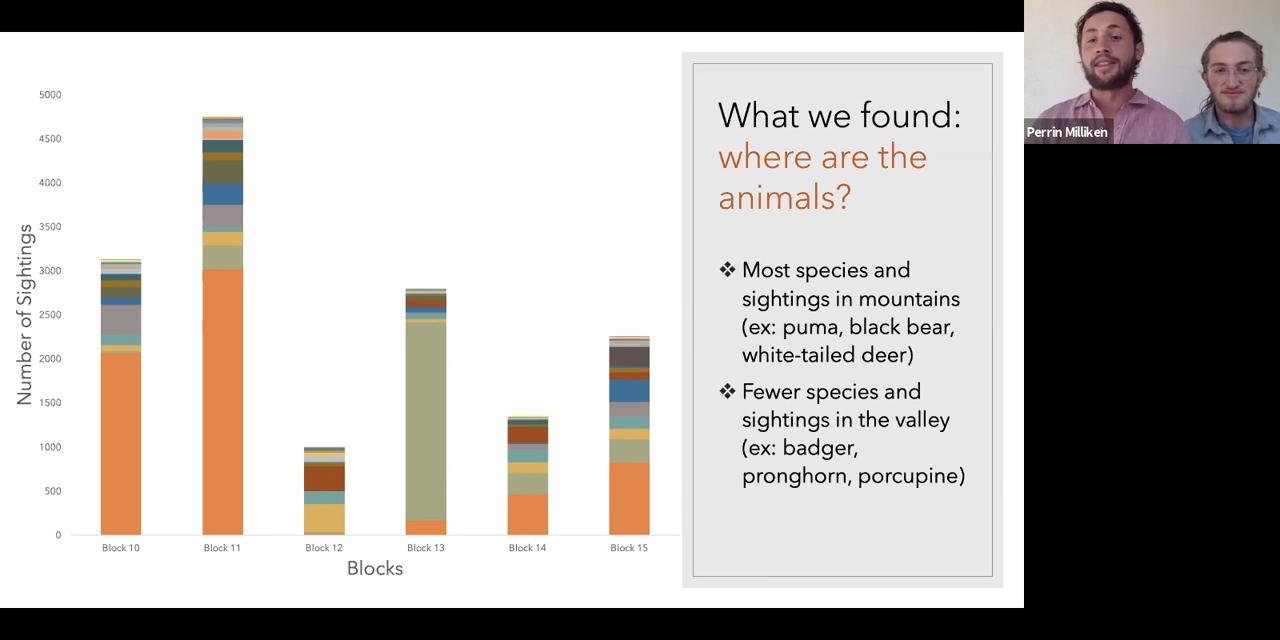 5000
4500
4000
3500
3000
2500
2000
1500
1000
500
0
Number of Sightings
Block 10
Block 11
Block 12
Block 13
Block 14
Block 15
Blocks
What we found:
where are the
animals?
❖ Most species and
sightings in mountains
(ex: puma, black bear,
white-tailed deer)
❖ Fewer species and
sightings in the valley
(ex: badger,
pronghorn, porcupine)
Perrin Milliken